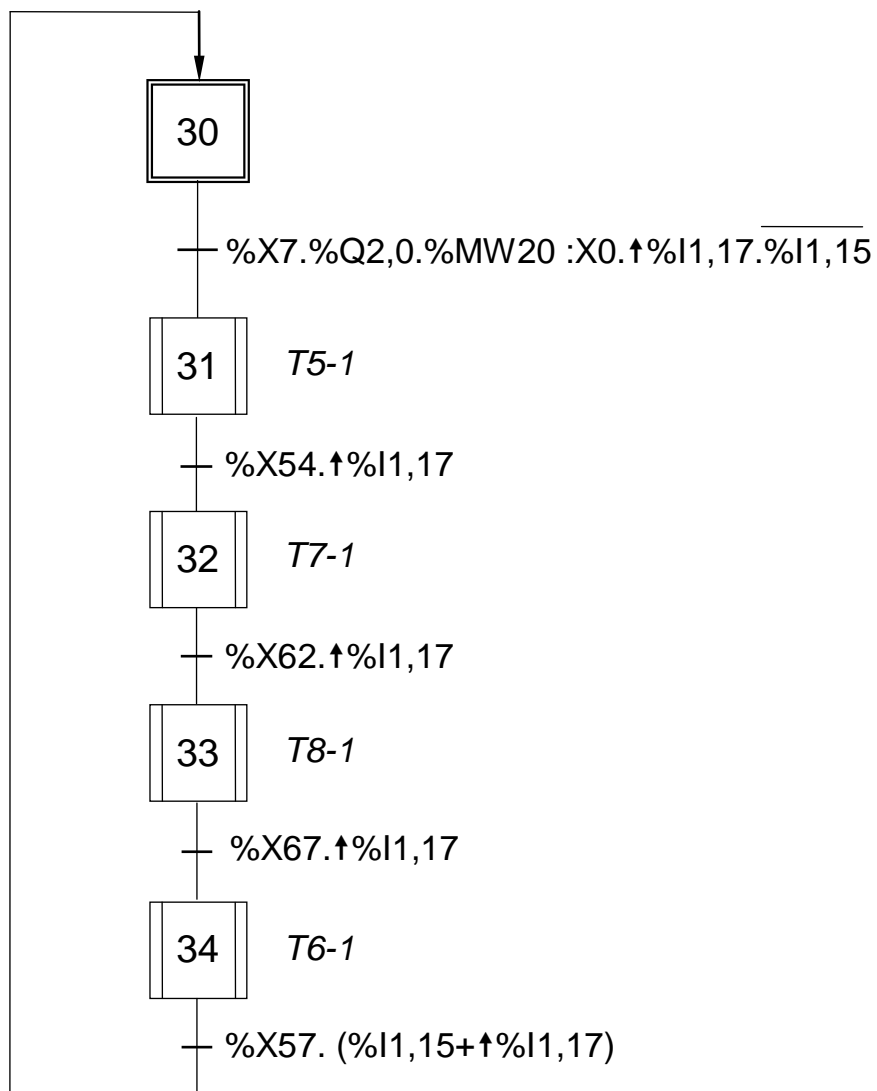 30
%X7.%Q2,0.%MW20 :X0.↑%I1,17.%I1,15
31 T5-1
%X54.↑%I1,17
32 T7-1
%X62.↑%I1,17
33 T8-1
%X67.↑%I1,17
34 T6-1
%X57. (%I1,15+↑%I1,17)